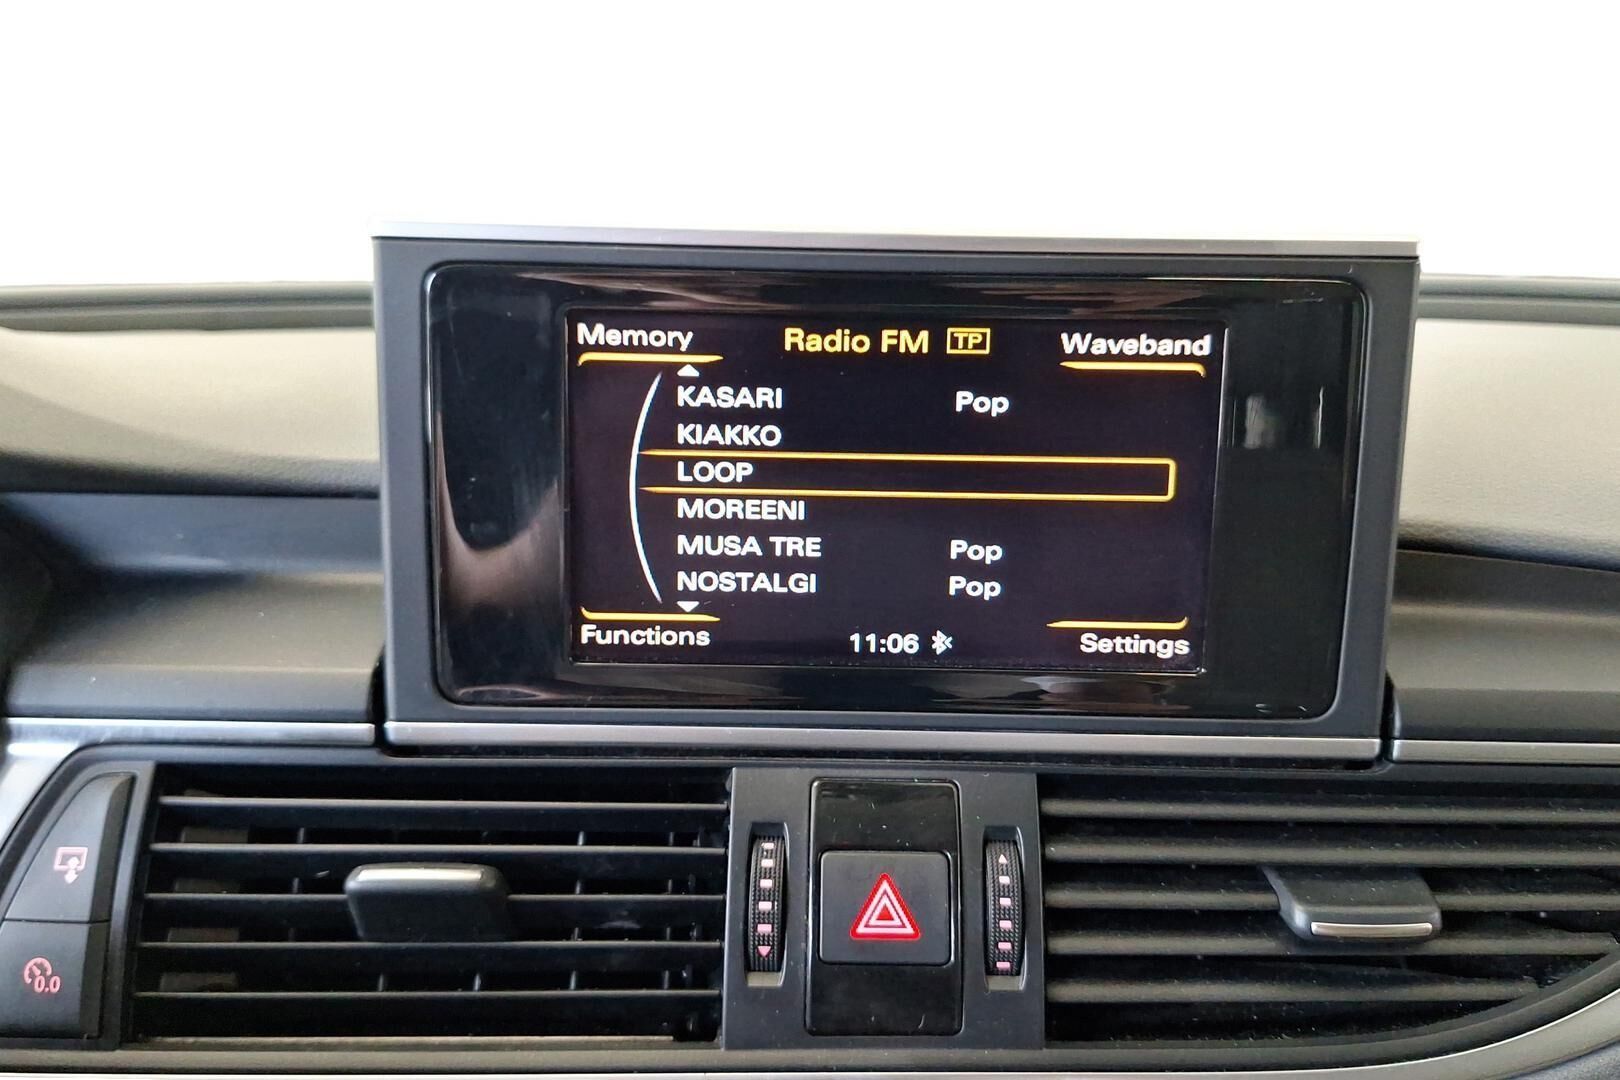 Memory Radio FM TP Waveband
KASARI Pop
KIAKKO
LOOP
MOREENI
MUSA TRE Pop
NOSTALGI Pop
Functions 11:06 Settings
0.0